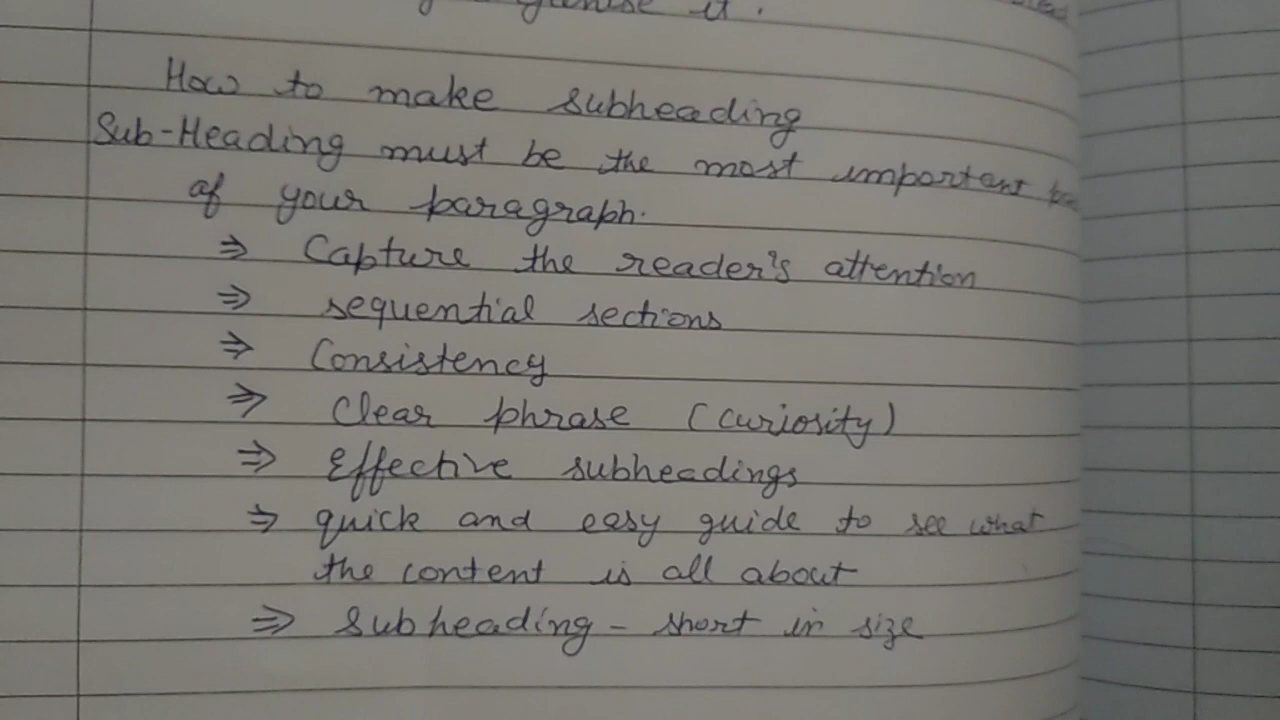 it.
How to make subheading
Sub-Heading must be the most important
of your paragraph.
⇒ Capture the reader's attention
⇒ sequential sections
⇒ Consistency
⇒ Clear phrase (curiosity)
⇒ Effective subheadings
⇒ quick and easy guide to see what
the content is all about
⇒ Subheading - short in size